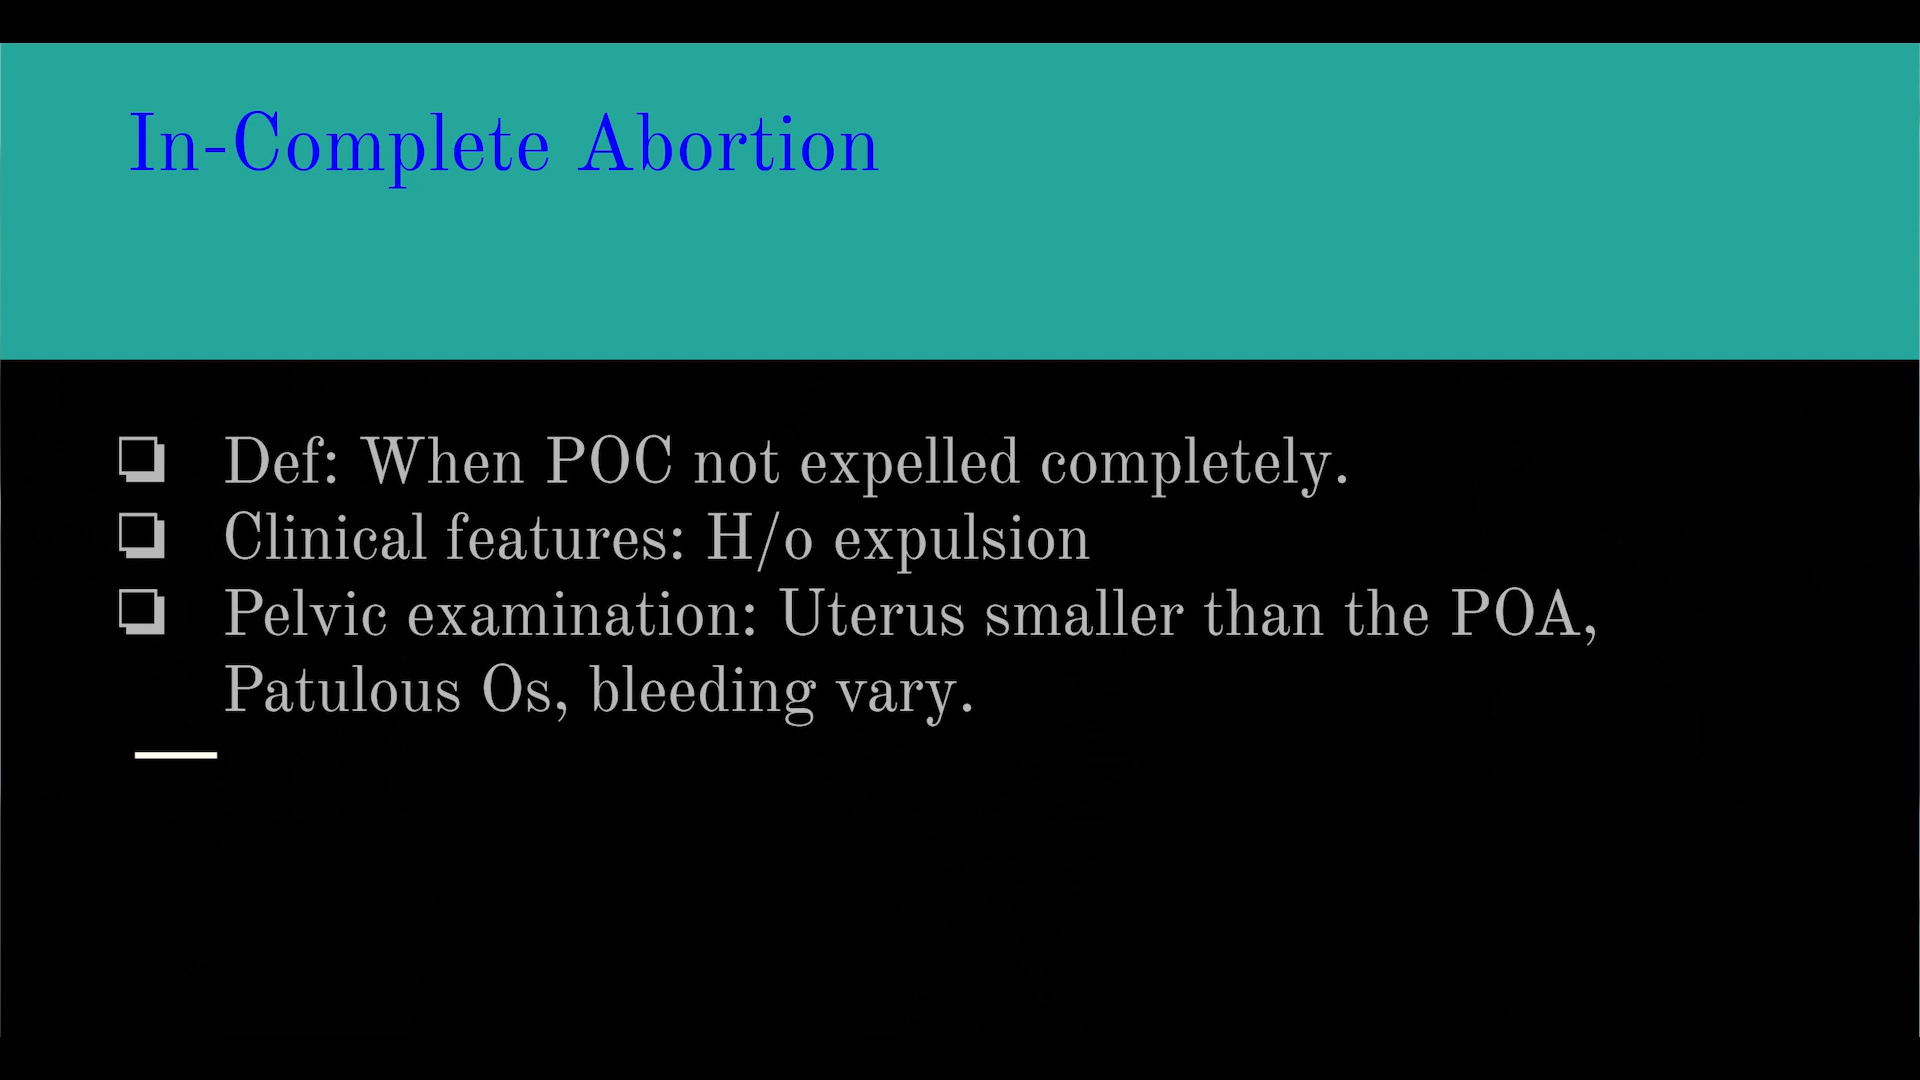 In-Complete Abortion
❏ Def: When POC not expelled completely.
❏ Clinical features: H/o expulsion
❏ Pelvic examination: Uterus smaller than the POA,
Patulous Os, bleeding vary.